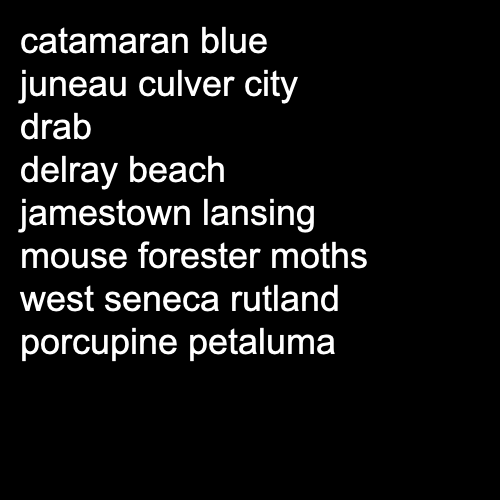 catamaran blue
juneau culver city
drab
delray beach
jamestown lansing
mouse forester moths
west seneca rutland
porcupine petaluma